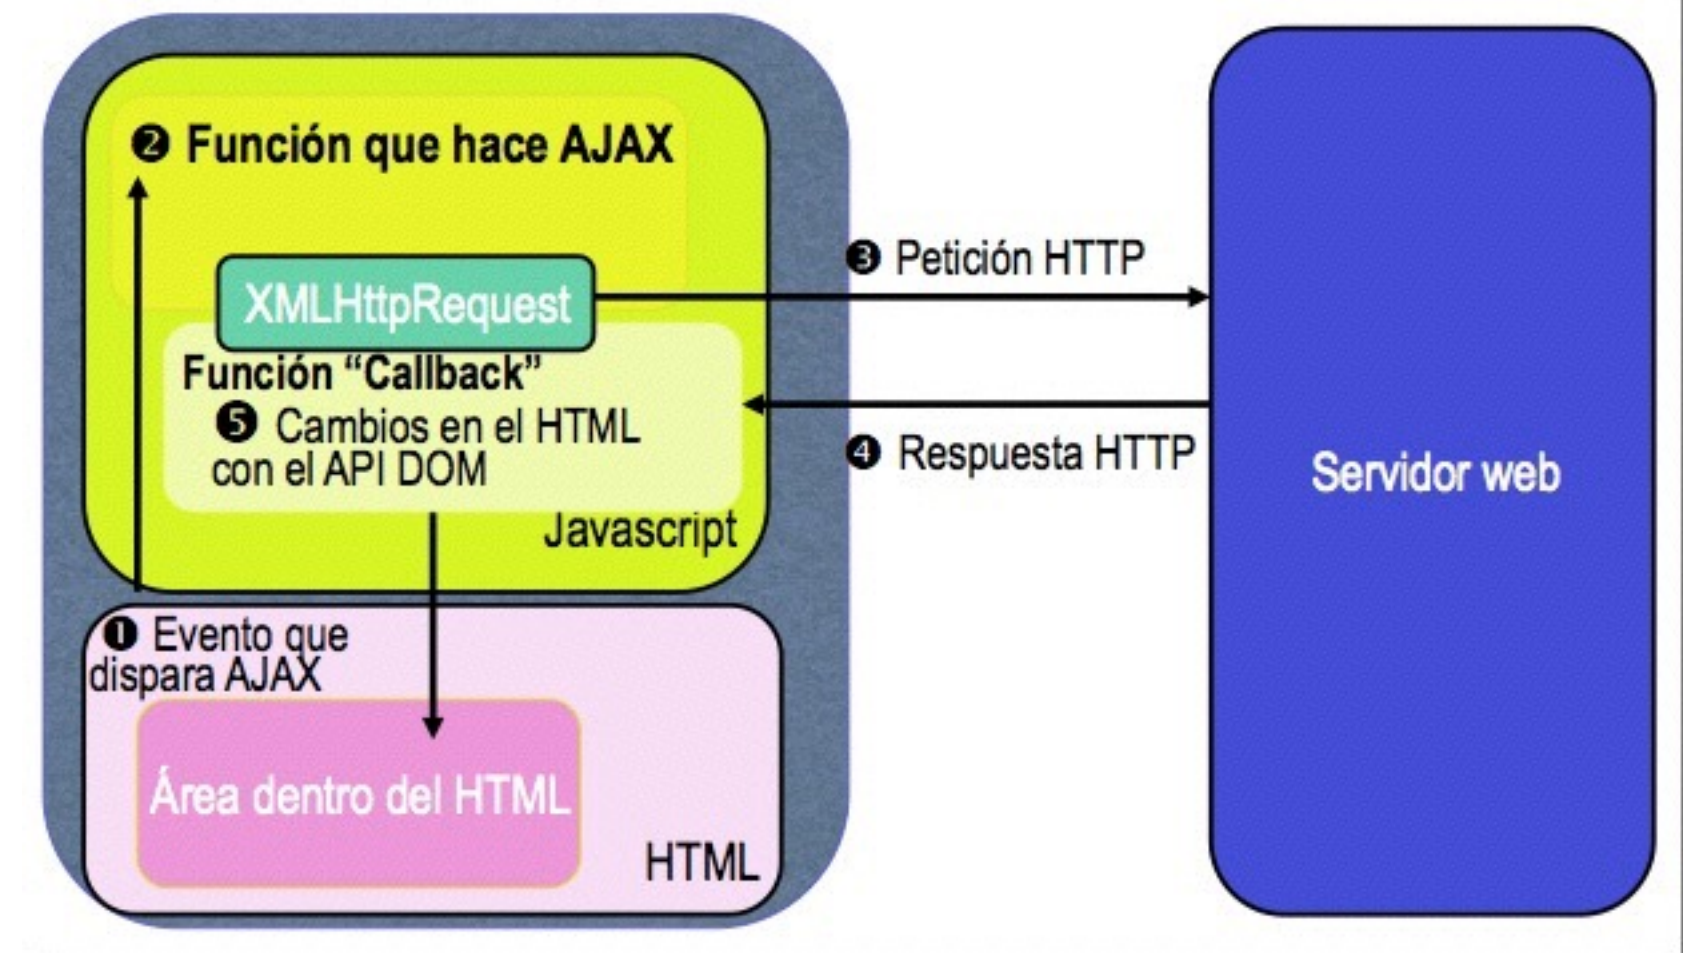 ❷ Función que hace AJAX
XMLHttpRequest
Función “Callback”
❺ Cambios en el HTML
con el API DOM
Javascript
❶ Evento que
dispara AJAX
Área dentro del HTML
HTML
❸ Petición HTTP
❹ Respuesta HTTP
Servidor web